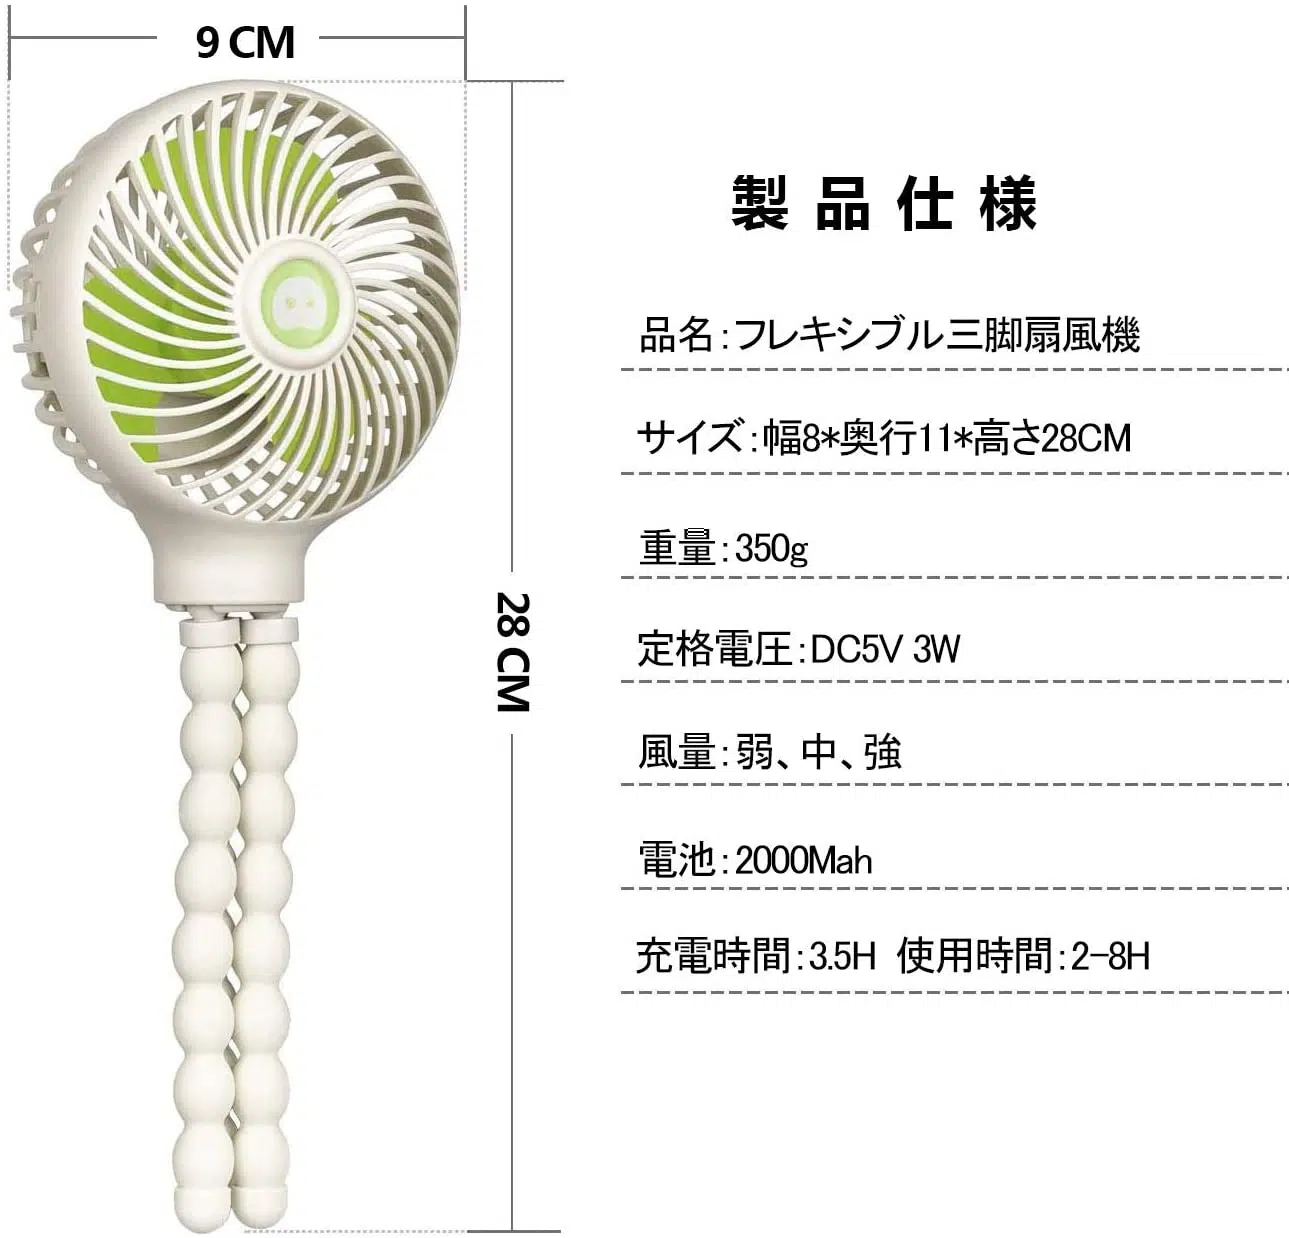 9 CM
28 CM
製品仕様
品名:フレキシブル三脚扇風機
サイズ:幅8*奥行11*高さ28CM
重量:350g
定格電圧:DC5V 3W
風量:弱、中、強
電池:2000Mah
充電時間:3.5H 使用時間:2-8H